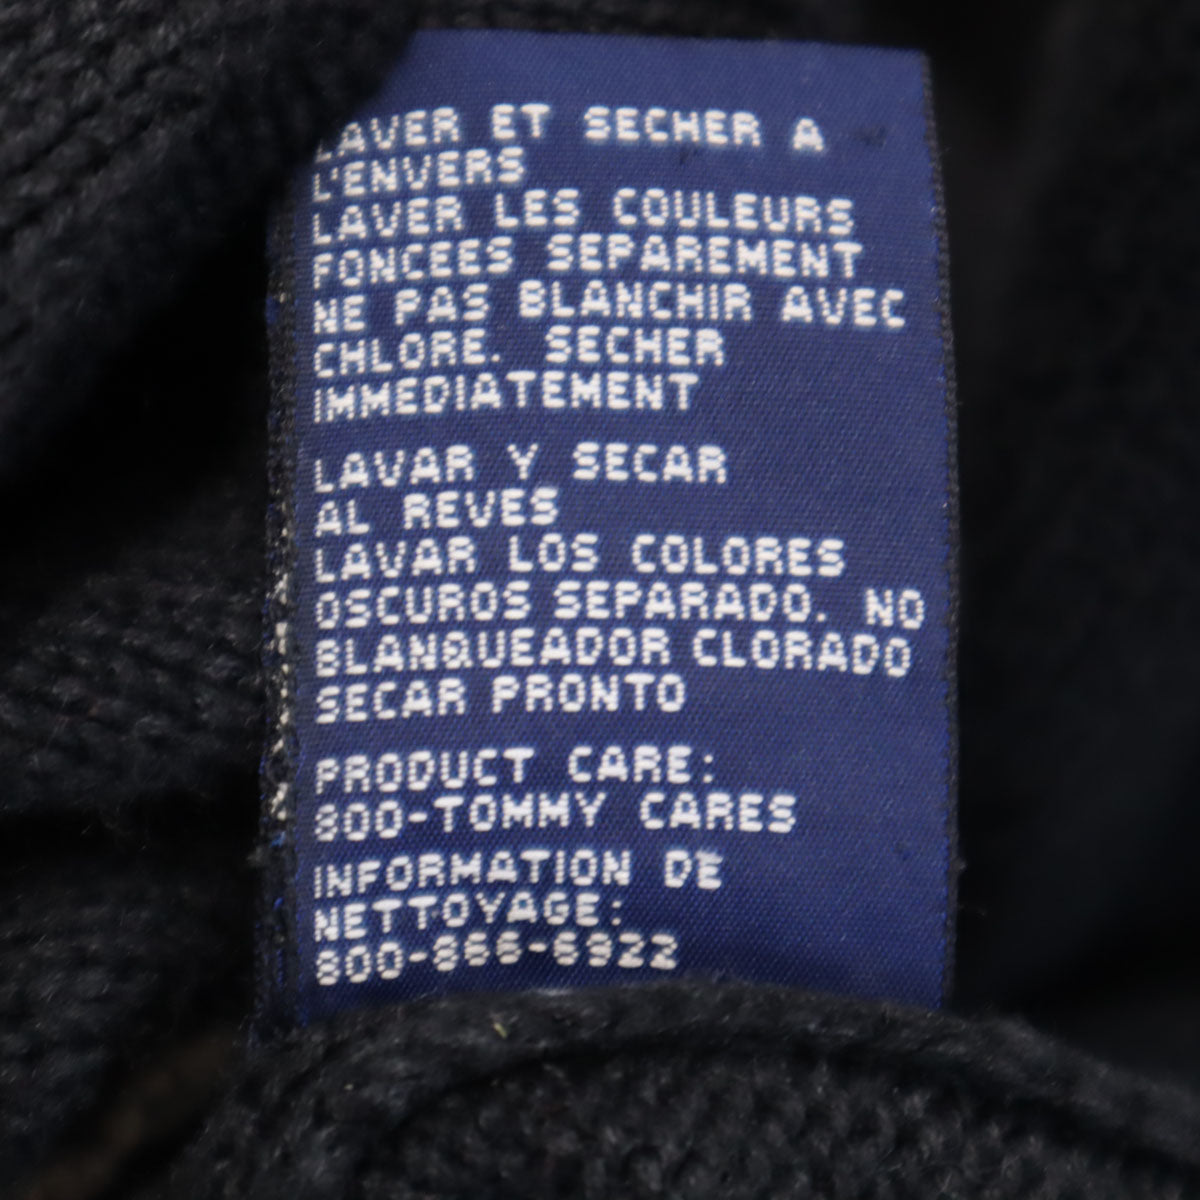 LAVER ET SECHER A
L'ENVERS
LAVER LES COULEURS
FONCEES SEPAREMENT
NE PAS BLANCHIR AVEC
CHLORE. SECHER
IMMEDIATEMENT
LAVAR Y SECAR
AL REVES
LAVAR LOS COLORES
OSCUROS SEPARADO. NO
BLANQUEADOR CLORADO
SECAR PRONTO
PRODUCT CARE:
800-TOMMY CARES
INFORMATION DE
NETTOYAGE:
800-866-6922